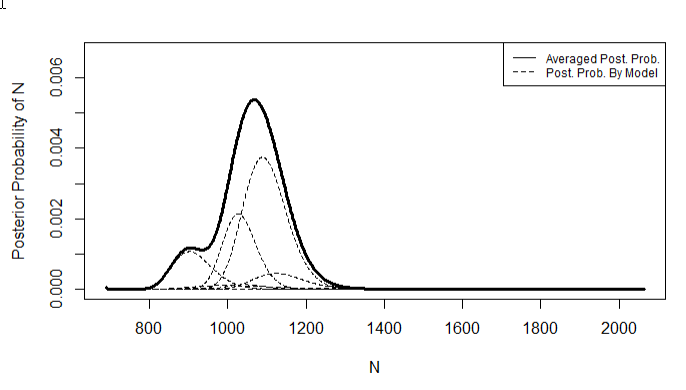 Averaged Post. Prob.
Post. Prob. By Model
Posterior Probability of N
0.006
0.004
0.002
0.000
800 1000 1200 1400 1600 1800 2000
N